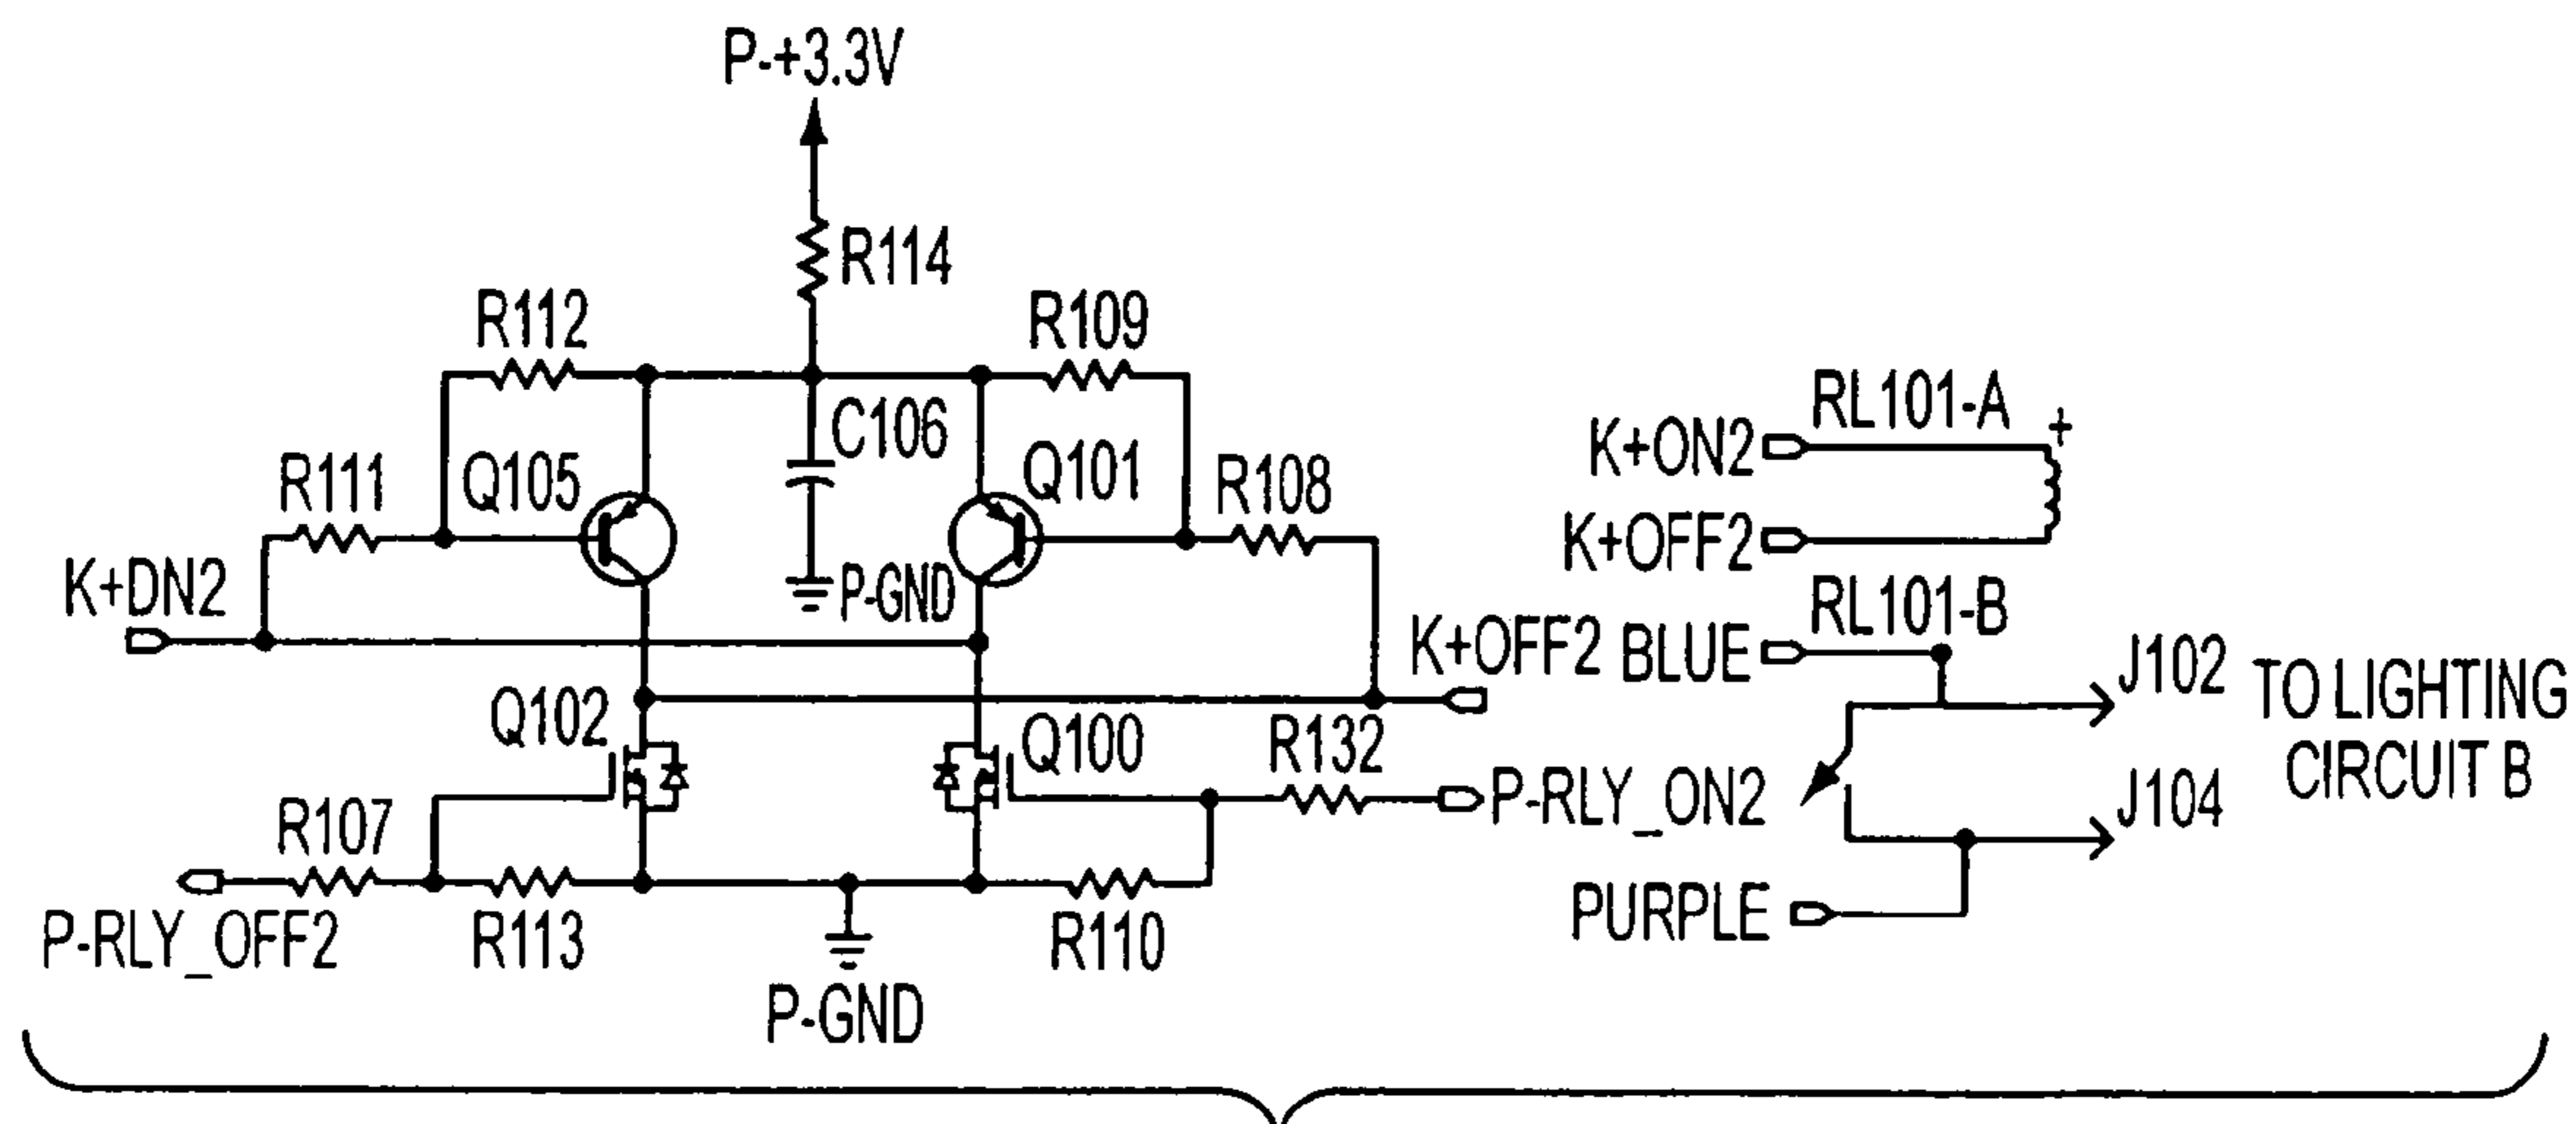 P-+3.3V
R114
R112
R109
C106
RL101-A
+
K+ON2
R111
Q105
Q101
R108
K+OFF2
P-GND
K+DN2
RL101-B
K+OFF2
BLUE
J102
TO LIGHTING
CIRCUIT B
Q102
Q100
R132
P-RLY_ON2
J104
R107
PURPLE
P-RLY_OFF2
R113
R110
P-GND